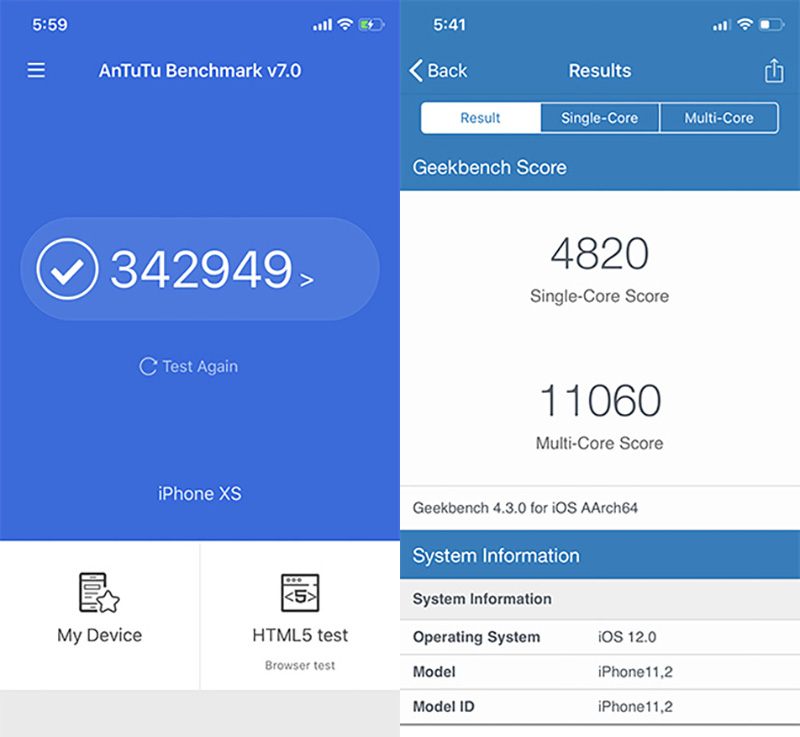 5:59
AnTuTu Benchmark v7.0
342949 >
Test Again
iPhone XS
My Device
HTML5 test
Browser test
5:41
Back
Results
Result
Single-Core
Multi-Core
Geekbench Score
4820
Single-Core Score
11060
Multi-Core Score
Geekbench 4.3.0 for iOS AArch64
System Information
System Information
Operating System iOS 12.0
Model iPhone11,2
Model ID iPhone11,2